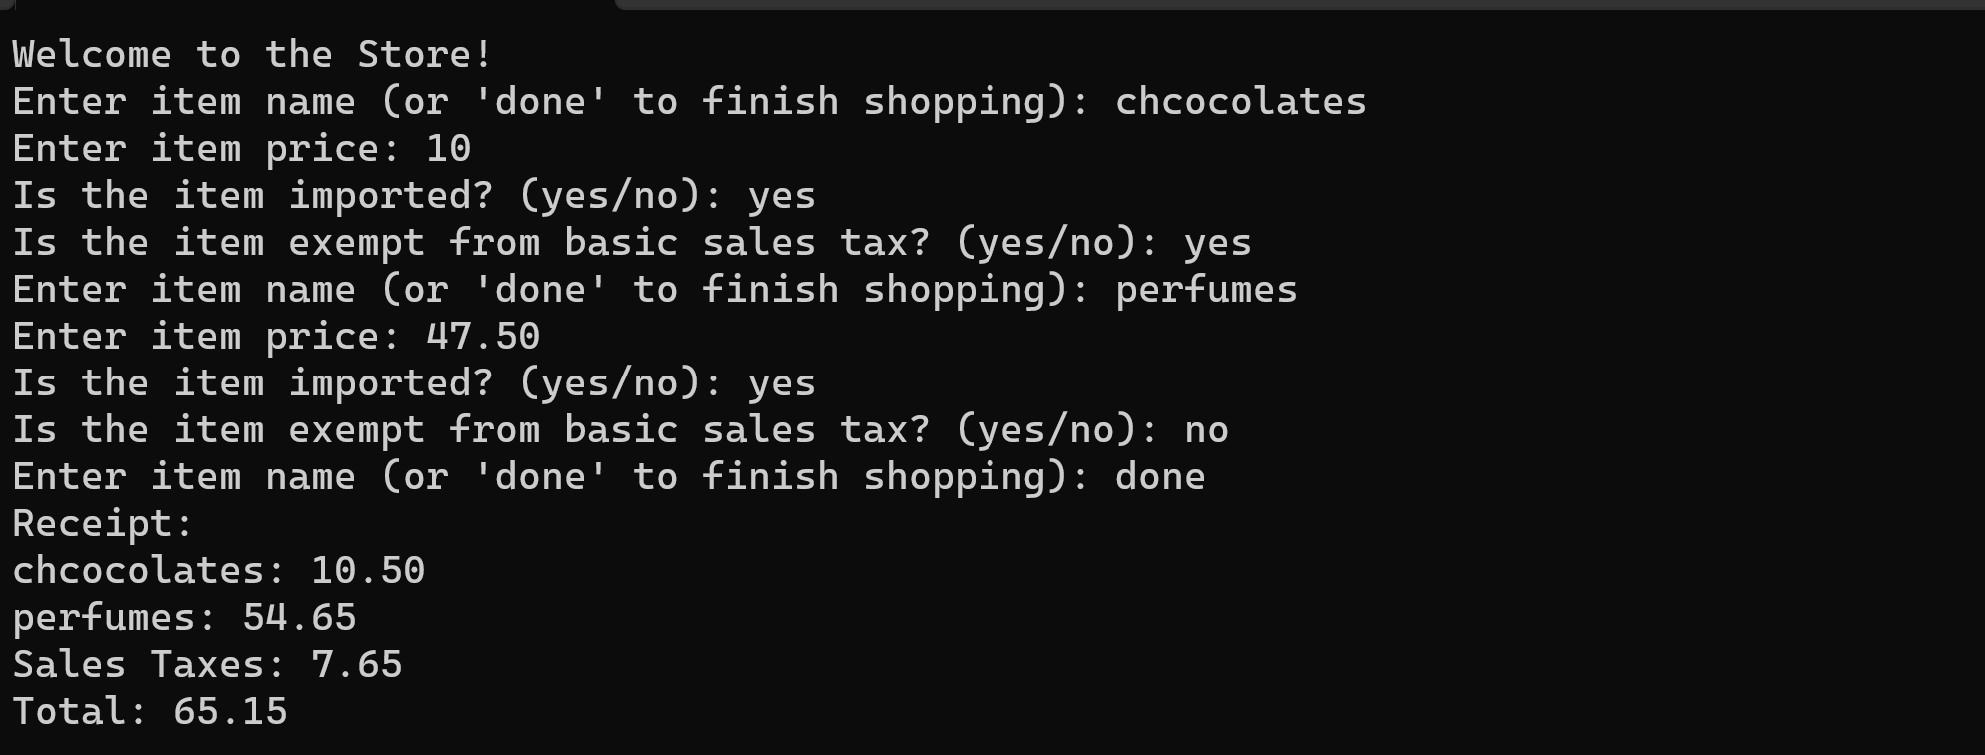 Welcome to the Store!
Enter item name (or 'done' to finish shopping): chcocolates
Enter item price: 10
Is the item imported? (yes/no): yes
Is the item exempt from basic sales tax? (yes/no): yes
Enter item name (or 'done' to finish shopping): perfumes
Enter item price: 47.50
Is the item imported? (yes/no): yes
Is the item exempt from basic sales tax? (yes/no): no
Enter item name (or 'done' to finish shopping): done
Receipt:
chcocolates: 10.50
perfumes: 54.65
Sales Taxes: 7.65
Total: 65.15